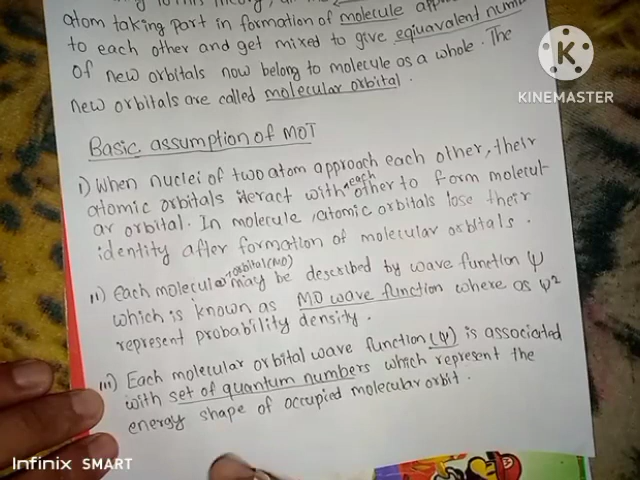 atom taking part in formation of molecule
to each other and get mixed to give eqiuavalent
of new orbitals now belong to molecule as a whole. The
new orbitals are called molecular orbital.
KINEMASTER
Basic assumption of MOT
i) When nuclei of two atom approach each other, their
atomic orbitals iteract with each other to form molecul
ar orbital. In molecule, atomic orbitals lose their
identity after formation of molecular orbitals.
ii) Each molecular orbital(MO) may be described by wave function ψ
which is known as MO wave function where as ψ²
represent probability density.
iii) Each molecular orbital wave function (ψ) is associated
with set of quantum numbers which represent the
energy shape of occupied molecular orbit.
Infinix SMART